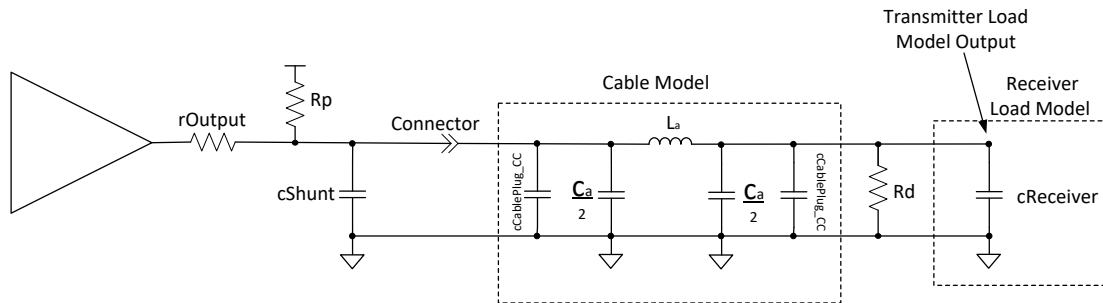 Transmitter Load
Model Output
Receiver
Load Model
Cable Model
Rp
rOutput
Connector
La
cShunt
cCablePlug_CC
Ca
2
Ca
2
cCablePlug_CC
Rd
cReceiver